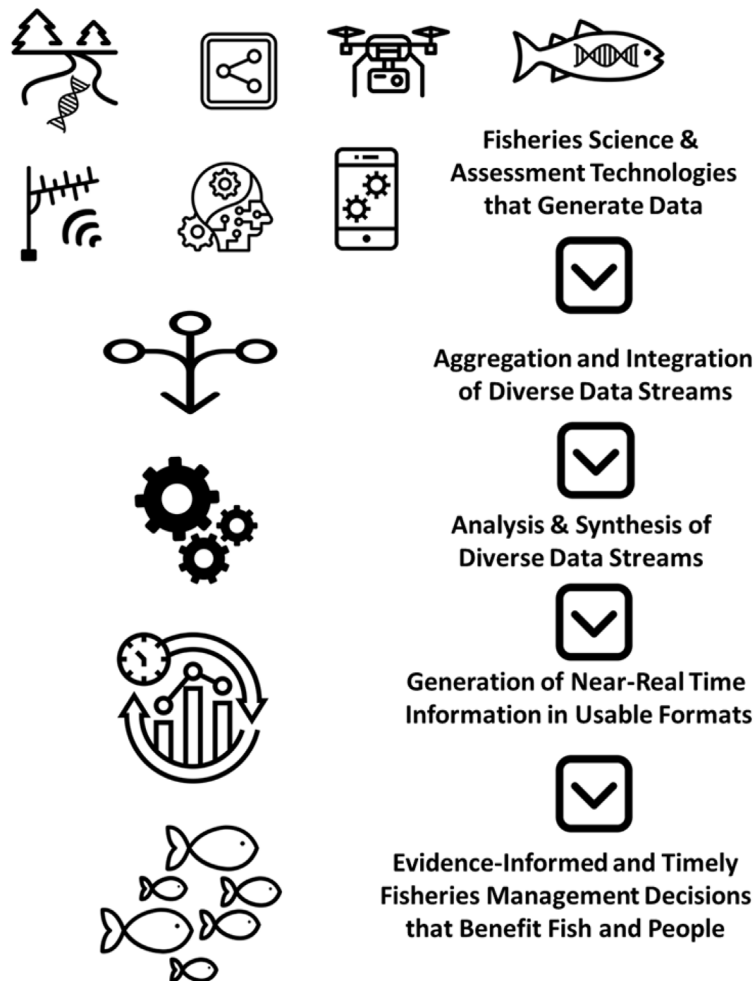 Fisheries Science &
Assessment Technologies
that Generate Data
Aggregation and Integration
of Diverse Data Streams
Analysis & Synthesis of
Diverse Data Streams
Generation of Near-Real Time
Information in Usable Formats
Evidence-Informed and Timely
Fisheries Management Decisions
that Benefit Fish and People